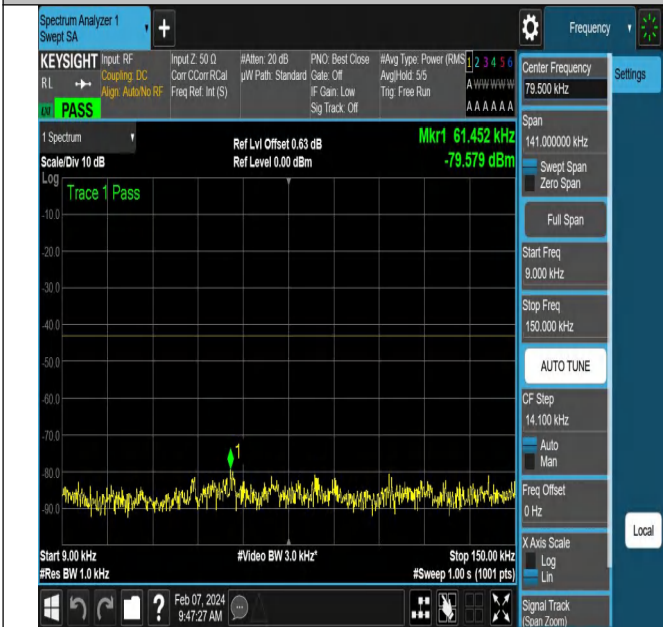 Spectrum Analyzer 1
Swept SA
+
Frequency
KEYSIGHT
R L
PASS
Input: RF
Coupling: DC
Align: Auto/No RF
Input Z: 50 Ω
Corr CCorr RCal
Freq Ref: Int (S)
#Atten: 20 dB
µW Path: Standard
PNO: Best Close
Gate: Off
IF Gain: Low
Sig Track: Off
#Avg Type: Power (RMS
Avg|Hold: 5/5
Trig: Free Run
1 2 3 4 5 6
A W W W W W
A A A A A A
Center Frequency
79.500 kHz
Settings
1 Spectrum
Scale/Div 10 dB
Ref Lvl Offset 0.63 dB
Ref Level 0.00 dBm
Mkr1 61.452 kHz
-79.579 dBm
Log
Trace 1 Pass
-10.0
-20.0
-30.0
-40.0
-50.0
-60.0
-70.0
-80.0
-90.0
1
Start 9.00 kHz
#Res BW 1.0 kHz
#Video BW 3.0 kHz*
Stop 150.00 kHz
#Sweep 1.00 s (1001 pts)
Span
141.000000 kHz
Swept Span
Zero Span
Full Span
Start Freq
9.000 kHz
Stop Freq
150.000 kHz
AUTO TUNE
CF Step
14.100 kHz
Auto
Man
Freq Offset
0 Hz
X Axis Scale
Log
Lin
Signal Track
(Span Zoom)
Local
?
Feb 07, 2024
9:47:27 AM